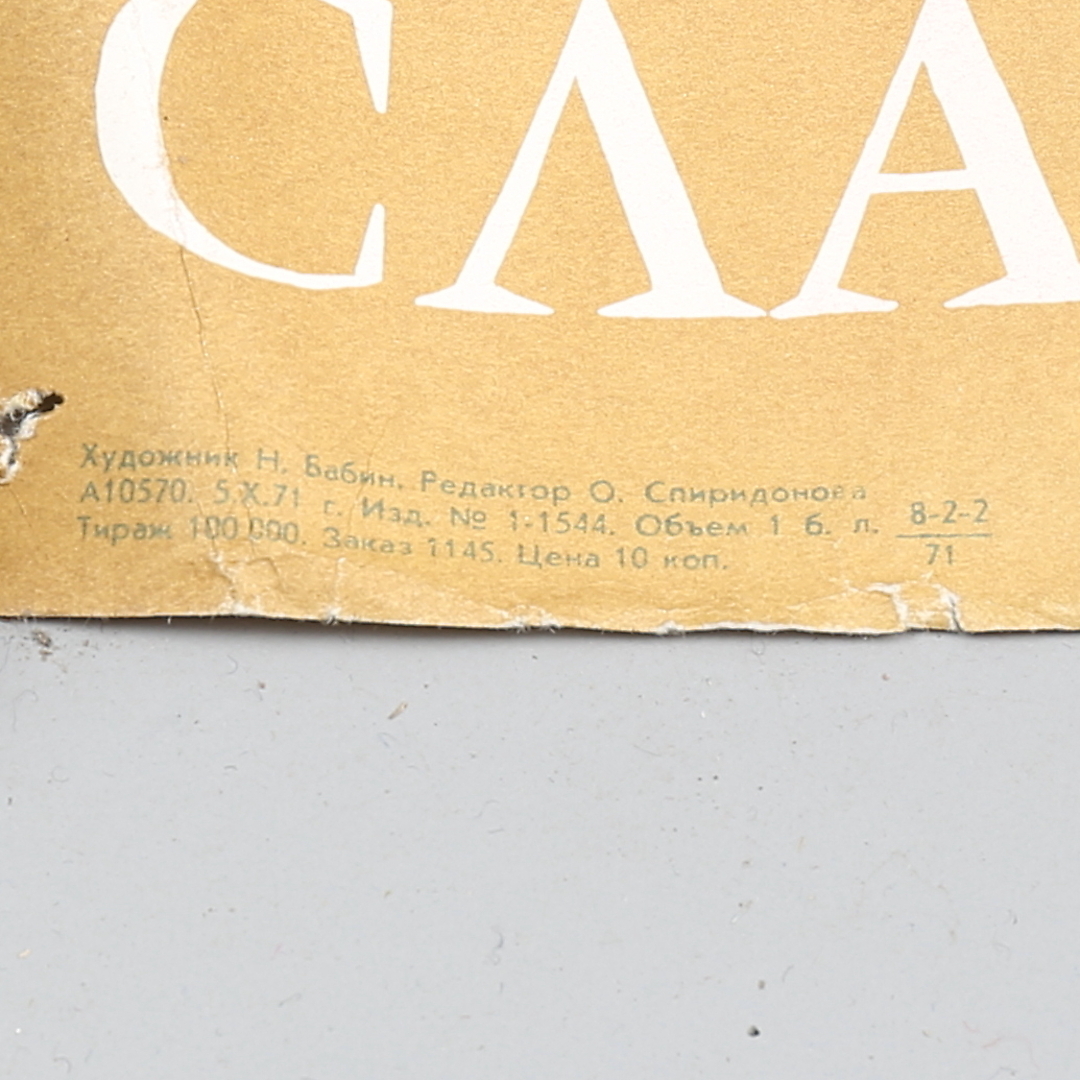 СЛА
Художник Н. Бабин. Редактор О. Спиридонова
А10570. 5.X.71 г. Изд. № 1-1544. Объем 1 б. л. 8-2-2
71
Тираж 100 000. Заказ 1145. Цена 10 коп.